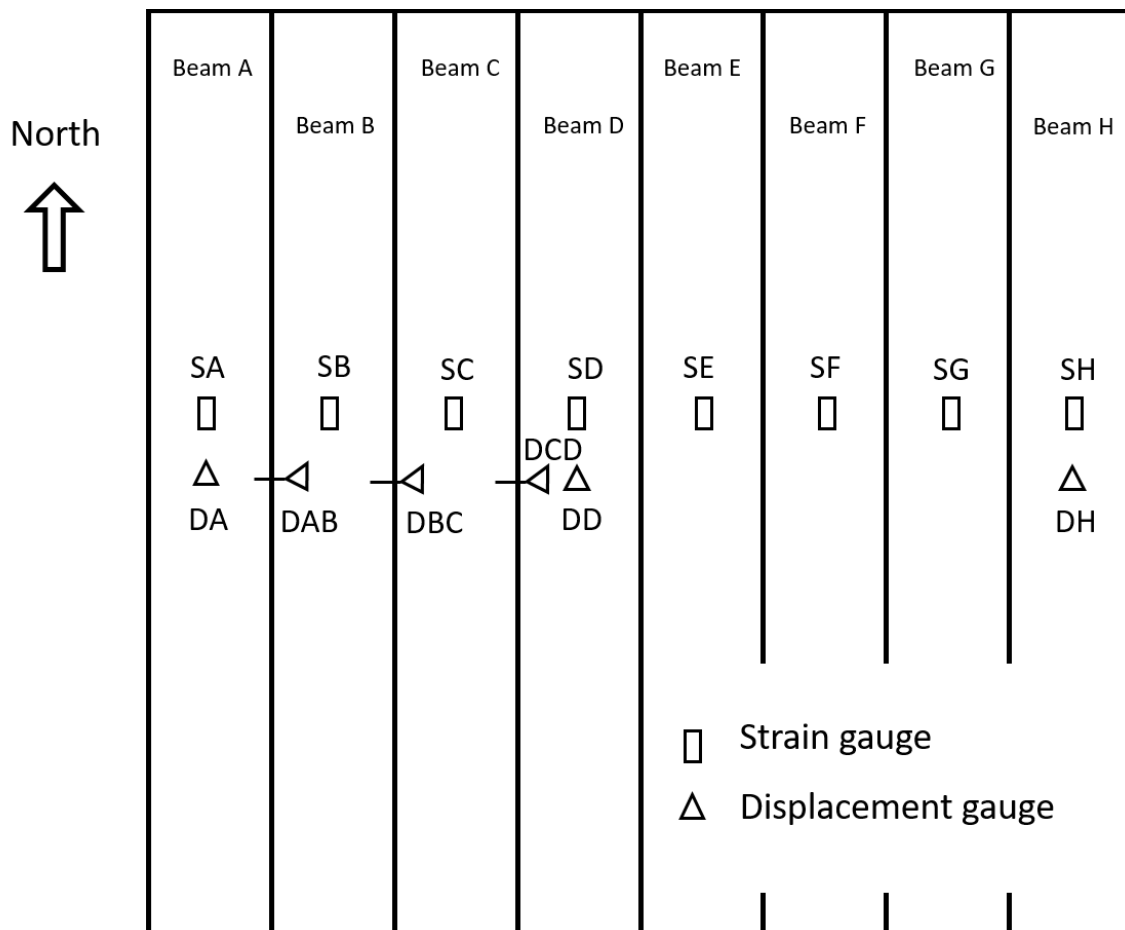 Beam A
Beam C
Beam E
Beam G
Beam B
Beam D
Beam F
Beam H
North
SA
SB
SC
SD
SE
SF
SG
SH
DCD
DA
DAB
DBC
DD
DH
Strain gauge
Displacement gauge